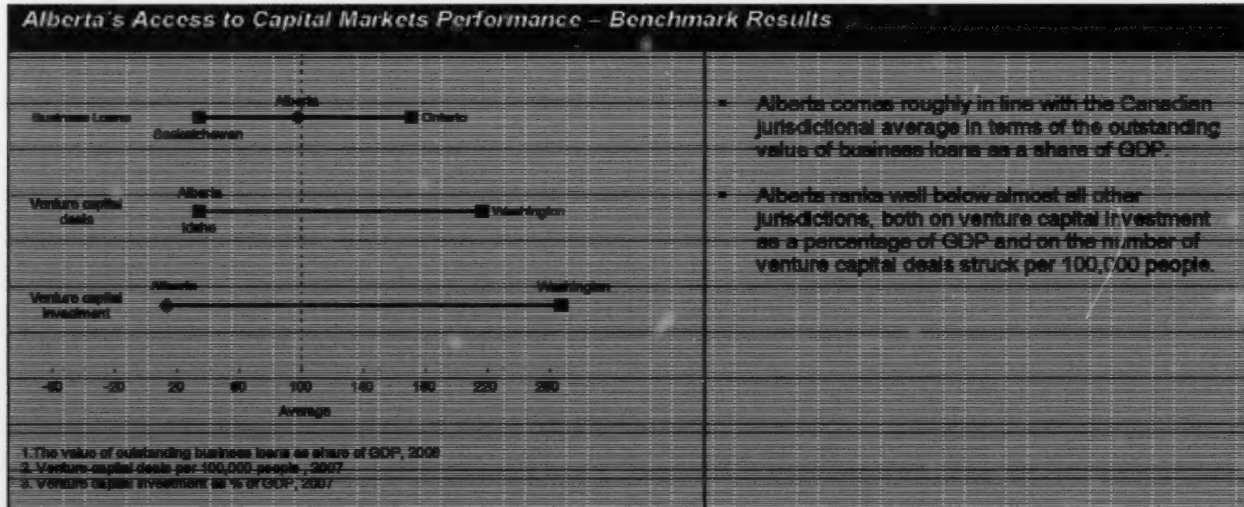 Alberta's Access to Capital Markets Performance – Benchmark Results
Alberta
Business Loans
Ontario
Saskatchewan
Alberta
Venture capital
deals
Washington
Idaho
Alberta
Washington
Venture capital
Investment
-60 -20 20 60 100 140 180 220 260
Average
1. The value of outstanding business loans as share of GDP, 2008
2. Venture capital deals per 100,000 people, 2007
3. Venture capital investment as % of GDP, 2007
▪ Alberta comes roughly in line with the Canadian
jurisdictional average in terms of the outstanding
value of business loans as a share of GDP.
▪ Alberta ranks well below almost all other
jurisdictions, both on venture capital investment
as a percentage of GDP and on the number of
venture capital deals struck per 100,000 people.